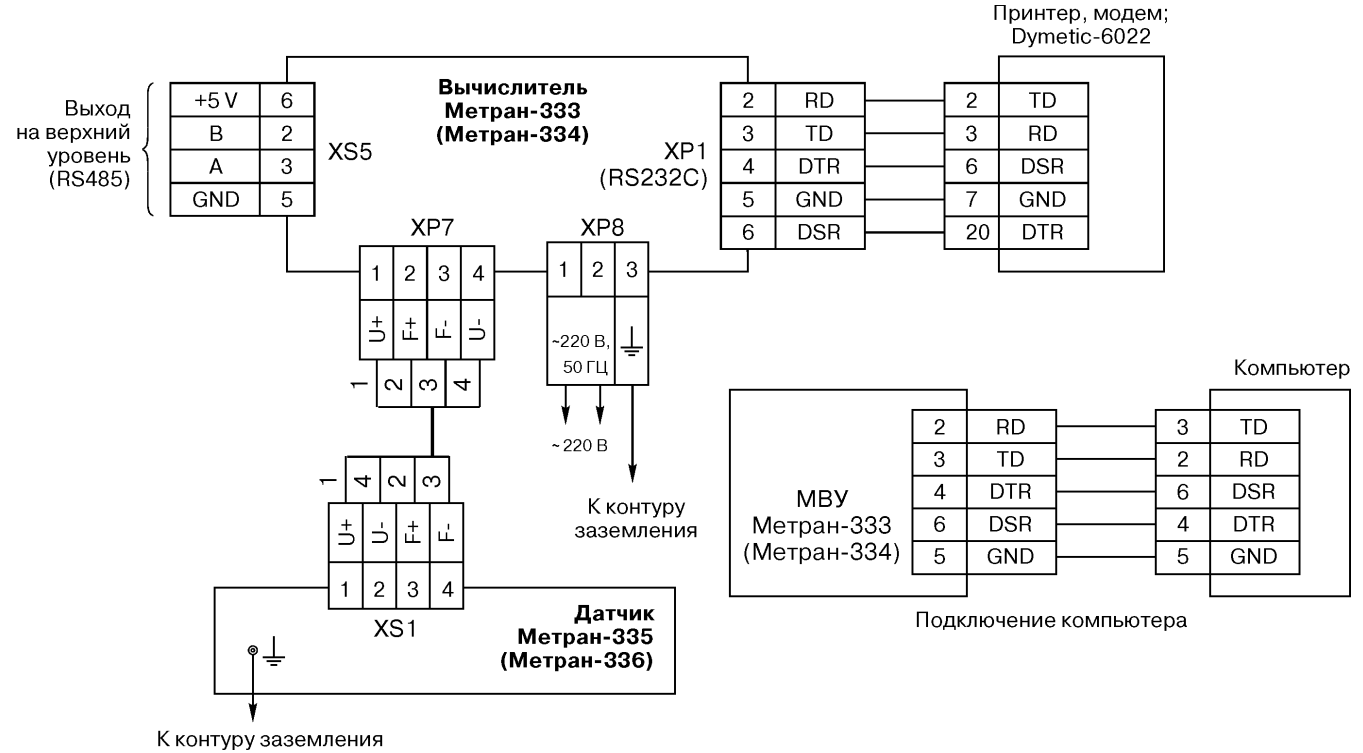 Принтер, модем;
Dymetic-6022
Выход
на верхний
уровень
(RS485)
+5 V 6
B 2
A 3
GND 5
XS5
Вычислитель
Метран-333
(Метран-334)
XP1
(RS232C)
2 RD 2 TD
3 TD 3 RD
4 DTR 6 DSR
5 GND 7 GND
6 DSR 20 DTR
XP7
1 2 3 4
U+ F+ F- U-
1 2 3 4
XP8
1 2 3
~220 В,
50 ГЦ
~ 220 В
К контуру
заземления
1 4 2 3
U+ U- F+ F-
1 2 3 4
XS1
Датчик
Метран-335
(Метран-336)
К контуру заземления
Компьютер
МВУ
Метран-333
(Метран-334)
2 RD 3 TD
3 TD 2 RD
4 DTR 6 DSR
6 DSR 4 DTR
5 GND 5 GND
Подключение компьютера